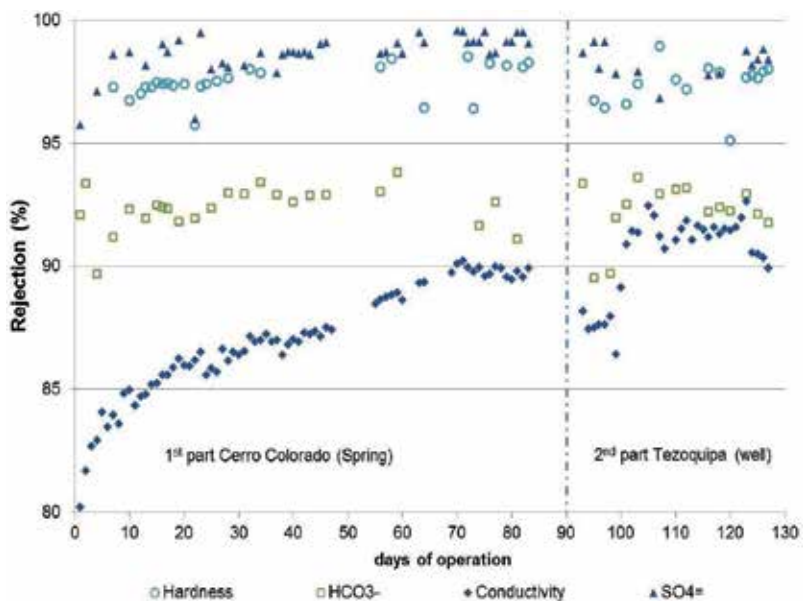 100
95
90
85
80
Rejection (%)
1st part Cerro Colorado (Spring)
2nd part Tezoquipa (well)
0 10 20 30 40 50 60 70 80 90 100 110 120 130
days of operation
Hardness HCO3- Conductivity SO4=